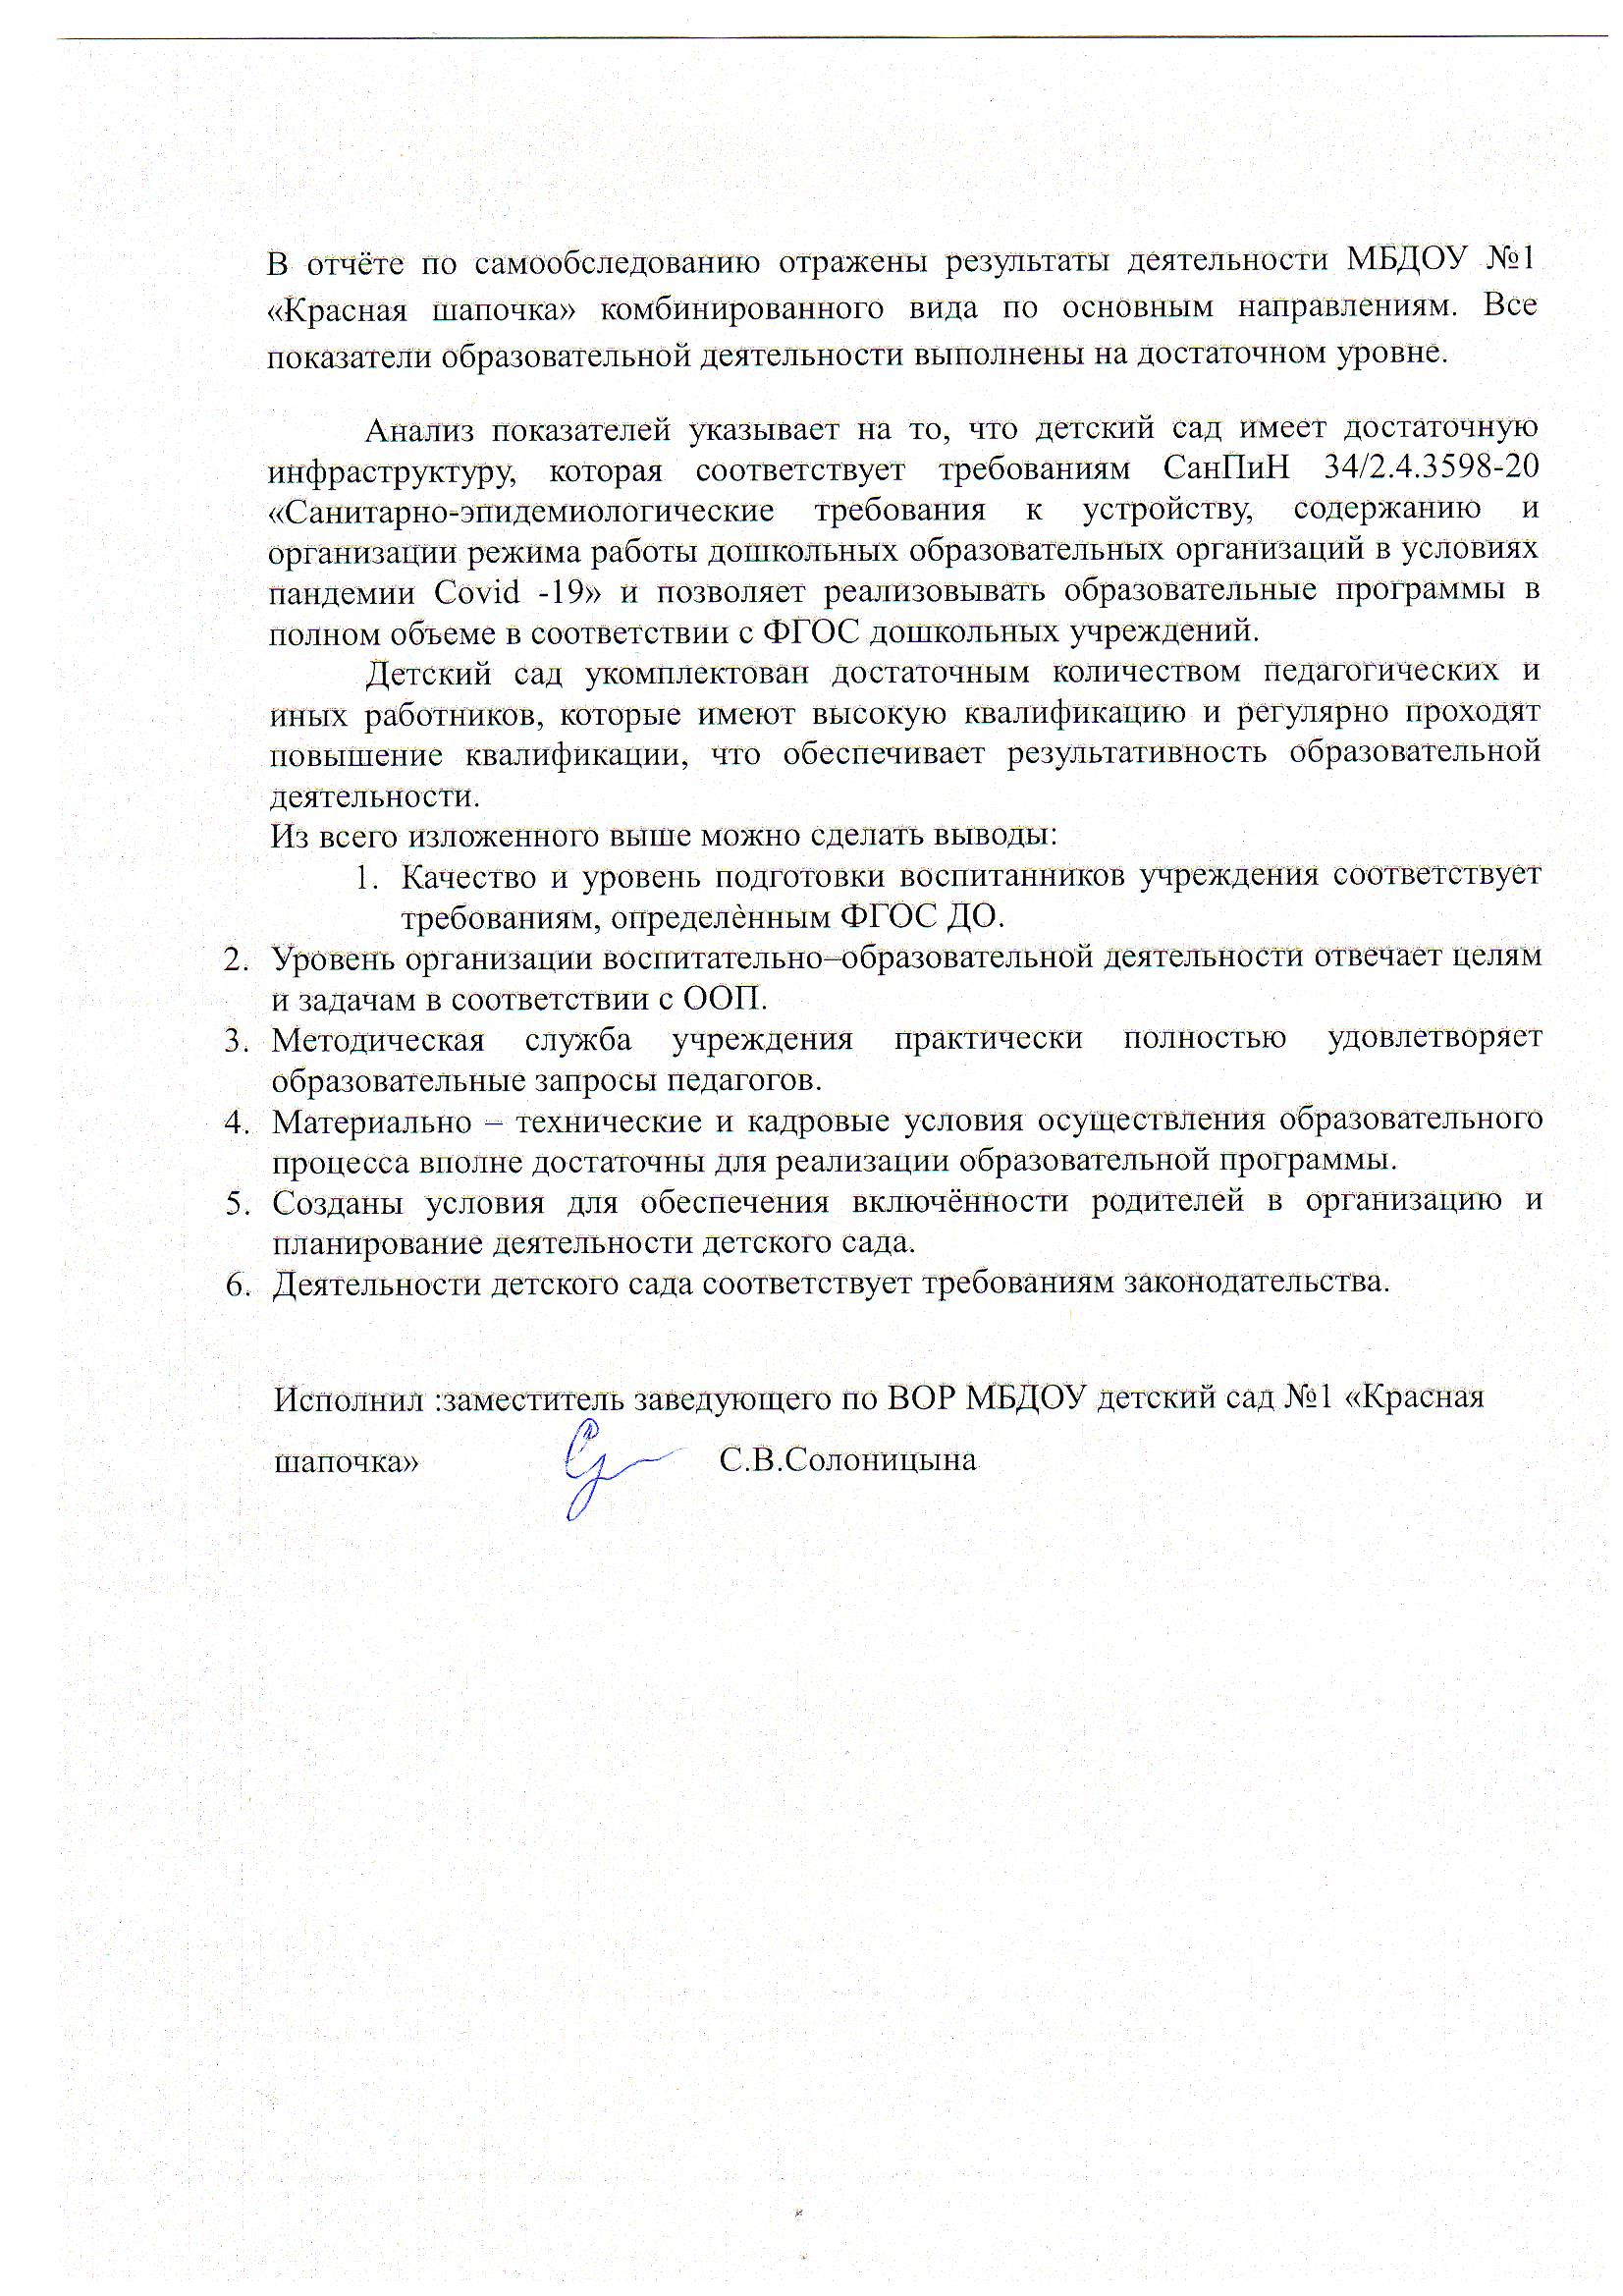 В отчёте по самообследованию отражены результаты деятельности МБДОУ №1
«Красная шапочка» комбинированного вида по основным направлениям. Все
показатели образовательной деятельности выполнены на достаточном уровне.
Анализ показателей указывает на то, что детский сад имеет достаточную
инфраструктуру, которая соответствует требованиям СанПиН 34/2.4.3598-20
«Санитарно-эпидемиологические требования к устройству, содержанию и
организации режима работы дошкольных образовательных организаций в условиях
пандемии Covid -19» и позволяет реализовывать образовательные программы в
полном объеме в соответствии с ФГОС дошкольных учреждений.
Детский сад укомплектован достаточным количеством педагогических и
иных работников, которые имеют высокую квалификацию и регулярно проходят
повышение квалификации, что обеспечивает результативность образовательной
деятельности.
Из всего изложенного выше можно сделать выводы:
1. Качество и уровень подготовки воспитанников учреждения соответствует
требованиям, определѐнным ФГОС ДО.
2. Уровень организации воспитательно–образовательной деятельности отвечает целям
и задачам в соответствии с ООП.
3. Методическая служба учреждения практически полностью удовлетворяет
образовательные запросы педагогов.
4. Материально – технические и кадровые условия осуществления образовательного
процесса вполне достаточны для реализации образовательной программы.
5. Созданы условия для обеспечения включённости родителей в организацию и
планирование деятельности детского сада.
6. Деятельности детского сада соответствует требованиям законодательства.
Исполнил :заместитель заведующего по ВОР МБДОУ детский сад №1 «Красная
шапочка» С.В.Солоницына